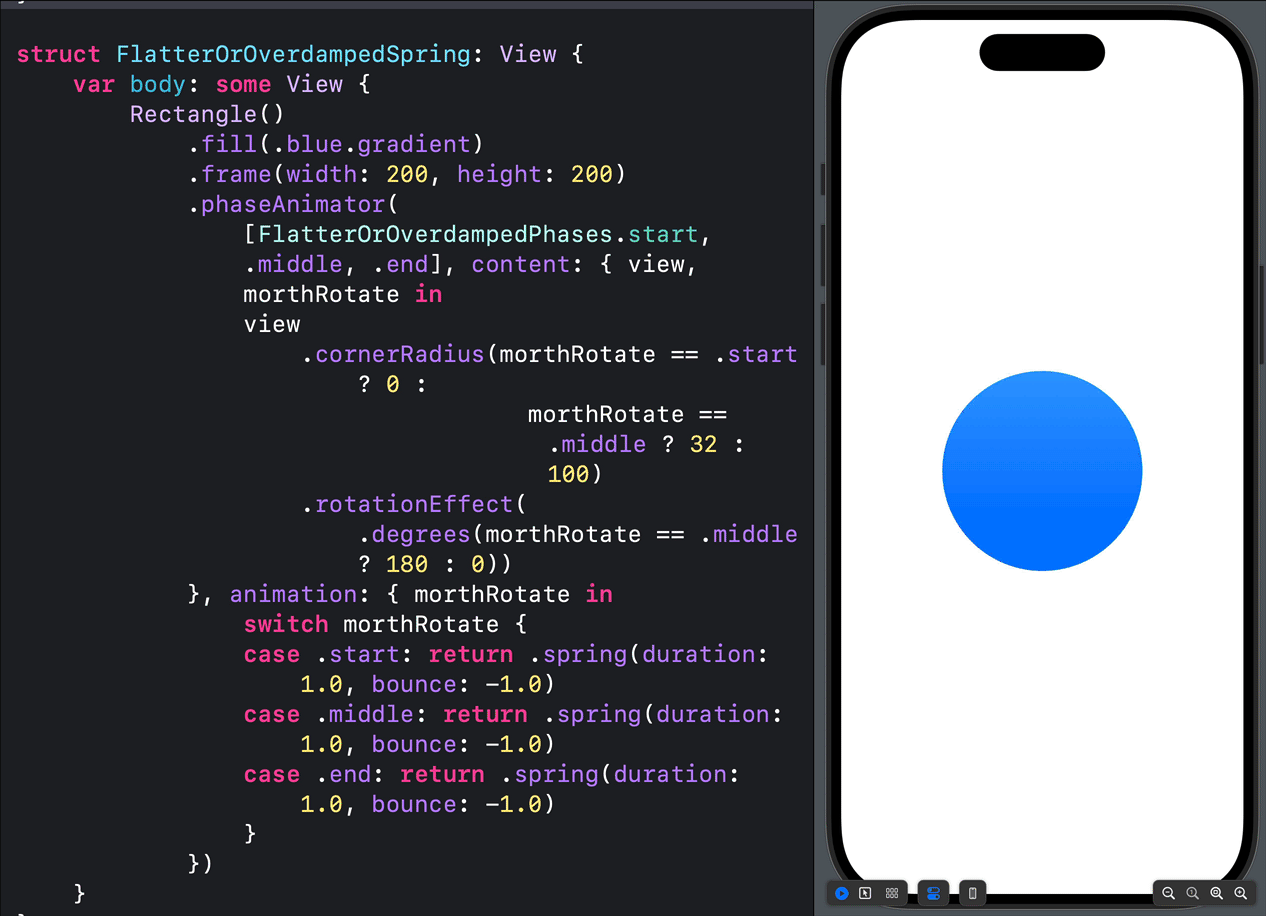 struct FlatterOrOverdampedSpring: View {
var body: some View {
Rectangle()
.fill(.blue.gradient)
.frame(width: 200, height: 200)
.phaseAnimator(
[FlatterOrOverdampedPhases.start,
.middle, .end], content: { view,
morthRotate in
view
.cornerRadius(morthRotate == .start
? 0 :
morthRotate ==
.middle ? 32 :
100)
.rotationEffect(
.degrees(morthRotate == .middle
? 180 : 0))
}, animation: { morthRotate in
switch morthRotate {
case .start: return .spring(duration:
1.0, bounce: -1.0)
case .middle: return .spring(duration:
1.0, bounce: -1.0)
case .end: return .spring(duration:
1.0, bounce: -1.0)
}
})
}